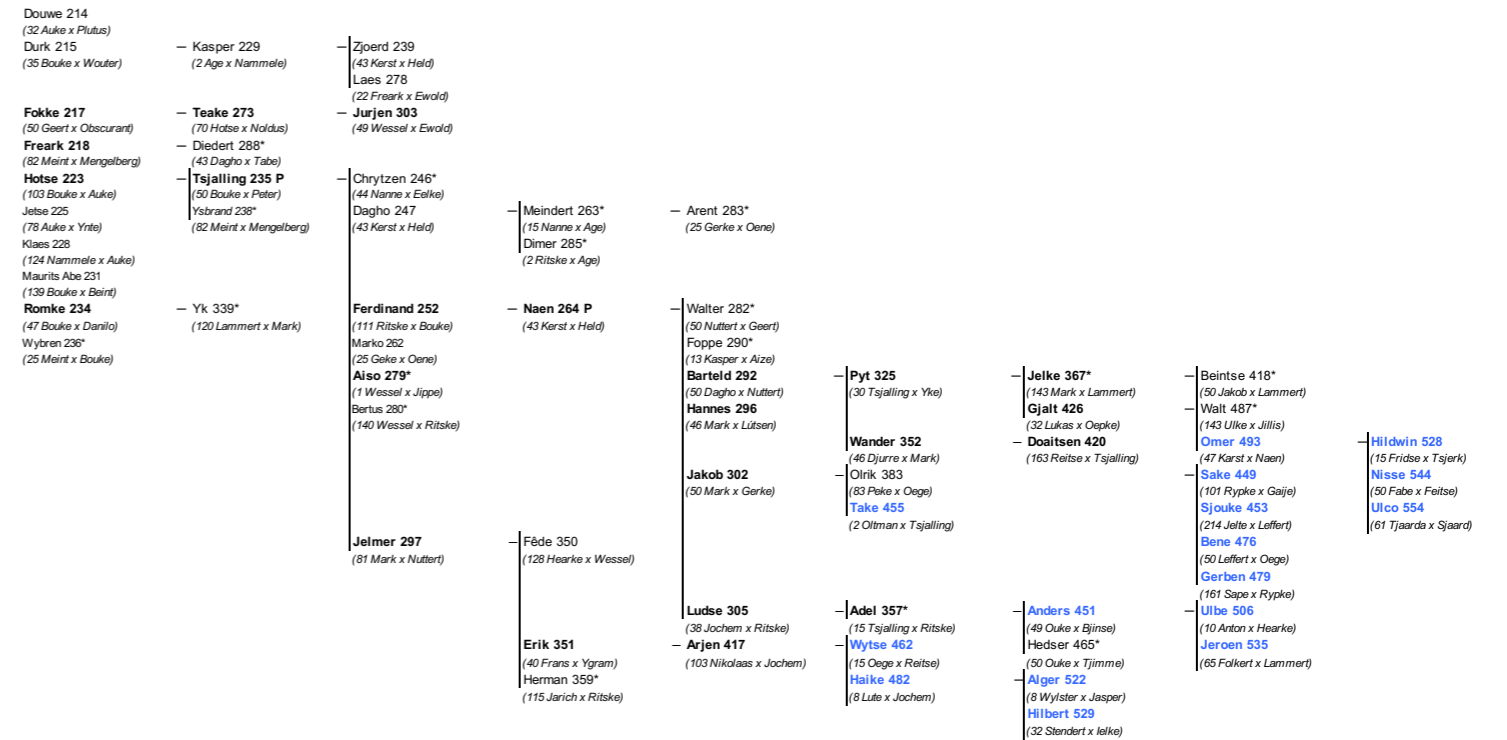 Douwe 214
(32 Auke x Plutus)
Durk 215 – Kasper 229 – Zjoerd 239
(35 Bouke x Wouter) (2 Age x Nammele) (43 Kerst x Held)
Laes 278
(22 Freark x Ewold)
Fokke 217 – Teake 273 – Jurjen 303
(50 Geert x Obscurant) (70 Hotse x Noldus) (49 Wessel x Ewold)
Freark 218 – Diedert 288*
(82 Meint x Mengelberg) (43 Dagho x Tabe)
Hotse 223 – Tsjalling 235 P – Chrytzen 246*
(103 Bouke x Auke) (50 Bouke x Peter) (44 Nanne x Eelke)
Jetse 225 Ysbrand 238* Dagho 247 – Meindert 263* – Arent 283*
(78 Auke x Ynte) (82 Meint x Mengelberg) (43 Kerst x Held) (15 Nanne x Age) (25 Gerke x Oene)
Klaes 228 Dimer 285*
(124 Nammele x Auke) (2 Ritske x Age)
Maurits Abe 231
(139 Bouke x Beint)
Romke 234 – Yk 339* Ferdinand 252 – Naen 264 P – Walter 282*
(47 Bouke x Danilo) (120 Lammert x Mark) (111 Ritske x Bouke) (43 Kerst x Held) (50 Nuttert x Geert)
Wybren 236* Marko 262 Foppe 290*
(25 Meint x Bouke) (25 Geke x Oene) (13 Kasper x Aize)
Aiso 279* Barteld 292 – Pyt 325 – Jelke 367* – Beintse 418*
(1 Wessel x Jippe) (50 Dagho x Nuttert) (30 Tsjalling x Yke) (143 Mark x Lammert) (50 Jakob x Lammert)
Bertus 280* Hannes 296 Gjalt 426 – Walt 487*
(140 Wessel x Ritske) (46 Mark x Lútsen) (32 Lukas x Oepke) (143 Ulke x Jillis)
Wander 352 – Doaitsen 420 Omer 493 – Hildwin 528
(46 Djurre x Mark) (163 Reitse x Tsjalling) (47 Karst x Naen) (15 Fridse x Tsjerk)
Jakob 302 – Olrik 383 – Sake 449 Nisse 544
(50 Mark x Gerke) (83 Peke x Oege) (101 Rypke x Gaije) (50 Fabe x Feitse)
Take 455 Sjouke 453 Ulco 554
(2 Oltman x Tsjalling) (214 Jelte x Leffert) (61 Tjaarda x Sjaard)
Jelmer 297 – Fêde 350 Bene 476
(81 Mark x Nuttert) (128 Hearke x Wessel) (50 Leffert x Oege)
Gerben 479
(161 Sape x Rypke)
Ludse 305 – Adel 357* – Anders 451 – Ulbe 506
(38 Jochem x Ritske) (15 Tsjalling x Ritske) (49 Ouke x Bjinse) (10 Anton x Hearke)
Erik 351 – Arjen 417 – Wytse 462 Hedser 465* Jeroen 535
(40 Frans x Ygram) (103 Nikolaas x Jochem) (15 Oege x Reitse) (50 Ouke x Tjimme) (65 Folkert x Lammert)
Herman 359* Haike 482 – Alger 522
(115 Jarich x Ritske) (8 Lute x Jochem) (8 Wylster x Jasper)
Hilbert 529
(32 Stendert x Ielke)